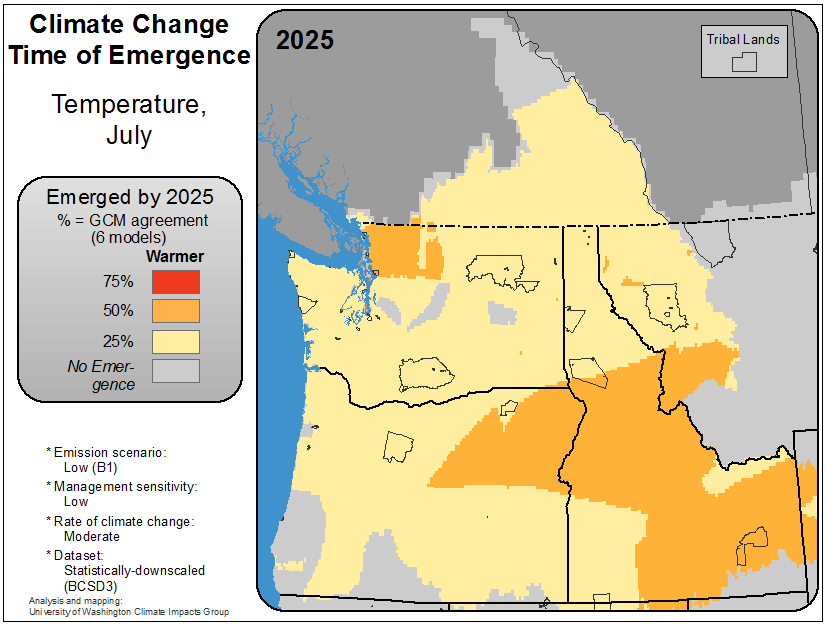 Climate Change
Time of Emergence
Temperature,
July
Emerged by 2025
% = GCM agreement
(6 models)
Warmer
75%
50%
25%
No Emer-
gence
* Emission scenario:
Low (B1)
* Management sensitivity:
Low
* Rate of climate change:
Moderate
* Dataset:
Statistically-downscaled
(BCSD3)
Analysis and mapping:
University of Washington Climate Impacts Group
2025
Tribal Lands